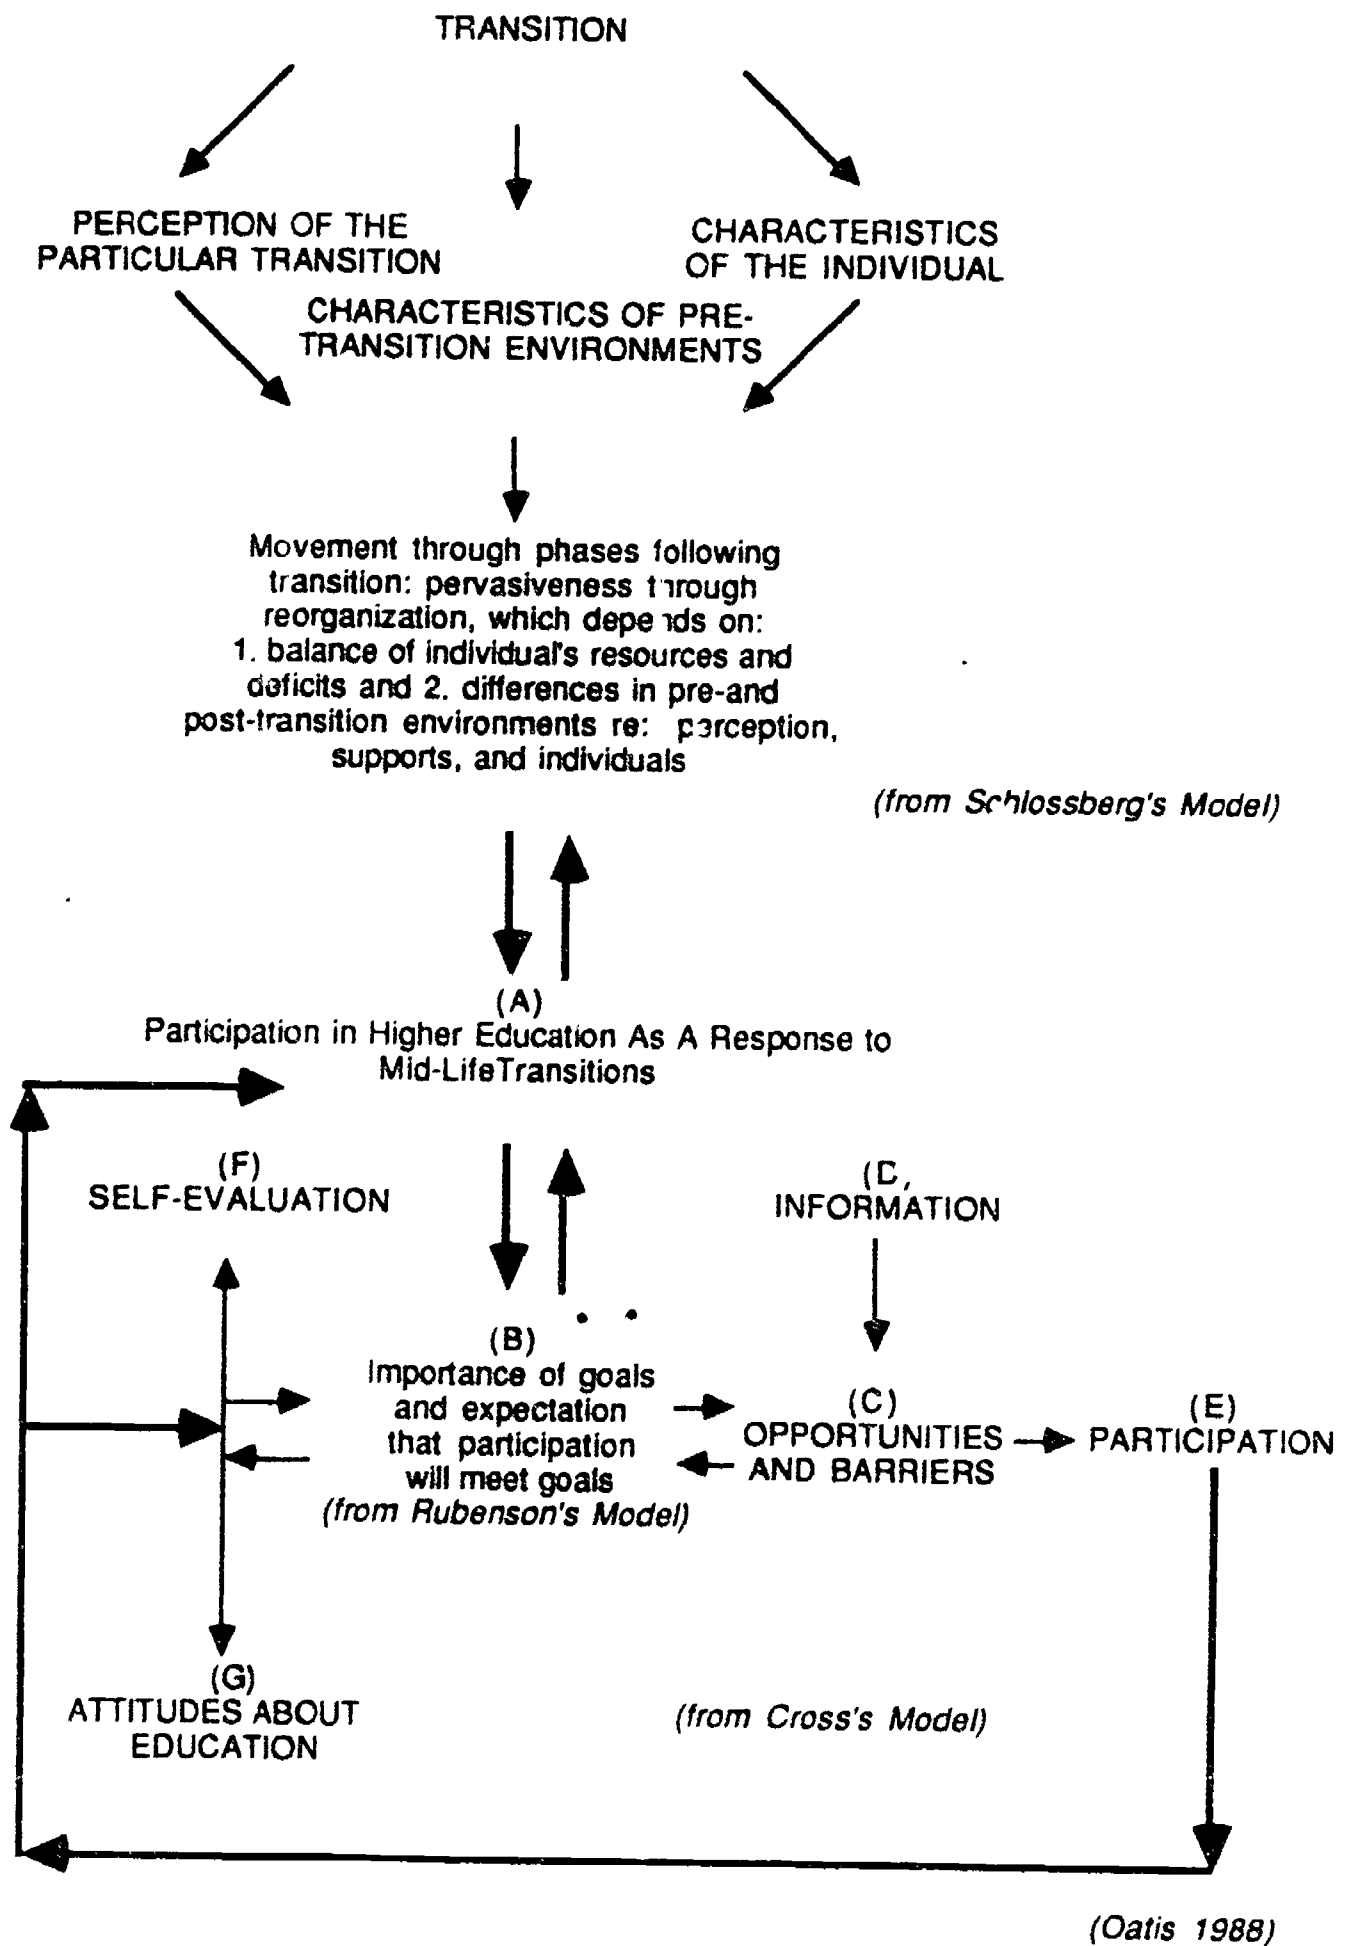 TRANSITION
PERCEPTION OF THE
PARTICULAR TRANSITION
CHARACTERISTICS
OF THE INDIVIDUAL
CHARACTERISTICS OF PRE-
TRANSITION ENVIRONMENTS
Movement through phases following
transition: pervasiveness through
reorganization, which depends on:
1. balance of individual's resources and
deficits and 2. differences in pre-and
post-transition environments re: perception,
supports, and individuals
(from Schlossberg's Model)
(A)
Participation in Higher Education As A Response to
Mid-Life Transitions
(F)
SELF-EVALUATION
(D)
INFORMATION
(B)
Importance of goals
and expectation
that participation
will meet goals
(from Rubenson's Model)
(C)
OPPORTUNITIES
AND BARRIERS
(E)
PARTICIPATION
(G)
ATTITUDES ABOUT
EDUCATION
(from Cross's Model)
(Oatis 1988)